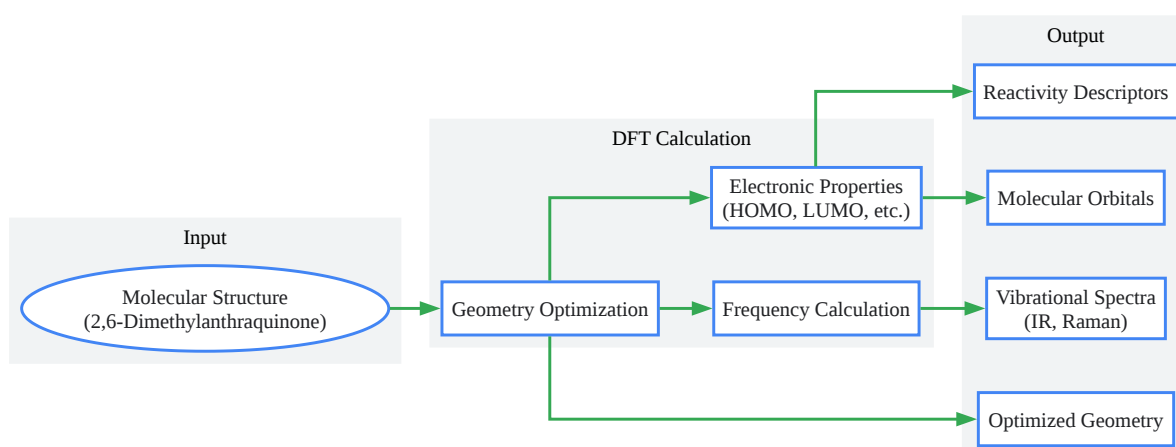 Input
Molecular Structure
(2,6-Dimethylanthraquinone)
DFT Calculation
Geometry Optimization
Electronic Properties
(HOMO, LUMO, etc.)
Frequency Calculation
Output
Reactivity Descriptors
Molecular Orbitals
Vibrational Spectra
(IR, Raman)
Optimized Geometry